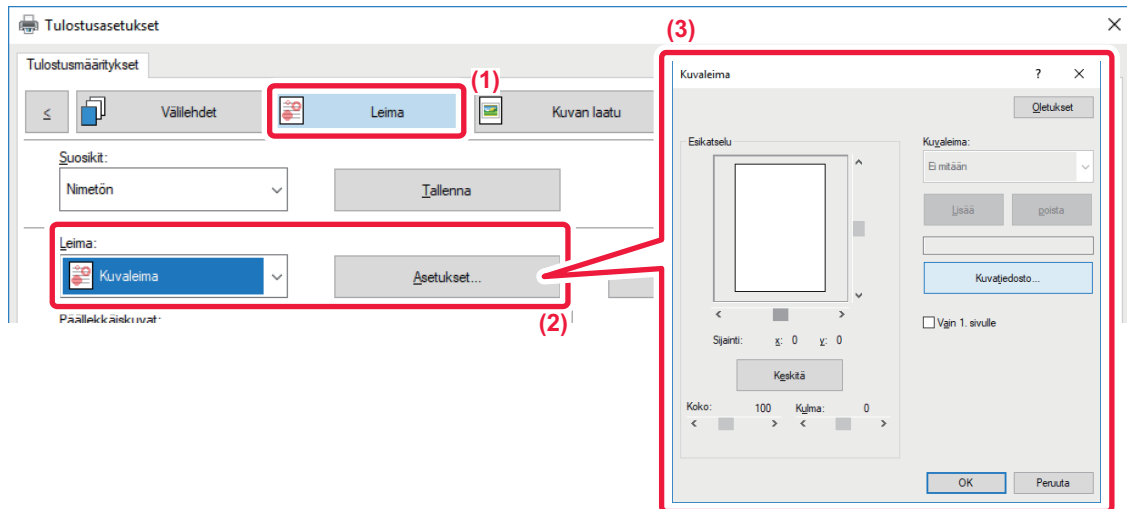 Tulostusasetukset
Tulostusmääritykset
(1)
≤ Välilehdet Leima Kuvan laatu
Suosikit:
Nimetön Tallenna
Leima:
Kuvaleima Asetukset...
Päällekkäiskuvat:
(2)
(3)
Kuvaleima ?
Oletukset
Esikatselu
Sijainti: x: 0 y: 0
Keskitä
Koko: 100 Kulma: 0
Kuvaleima:
Ei mitään
Lisää poista
Kuvatjedosto...
Vain 1. sivulle
OK Peruuta